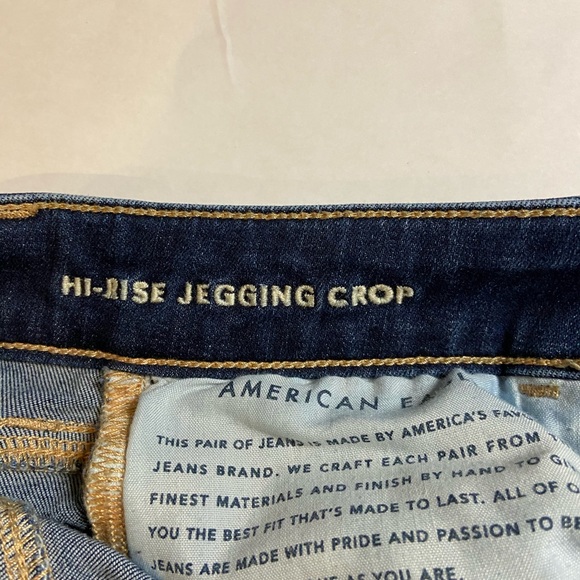 HI-RISE JEGGING CROP
AMERICAN
THIS PAIR OF JEANS IS MADE BY AMERICA'S
JEANS BRAND. WE CRAFT EACH PAIR FROM
FINEST MATERIALS AND FINISH BY HAND TO
YOU THE BEST FIT THAT'S MADE TO LAST. ALL OF
JEANS ARE MADE WITH PRIDE AND PASSION TO
AS YOU ARE.